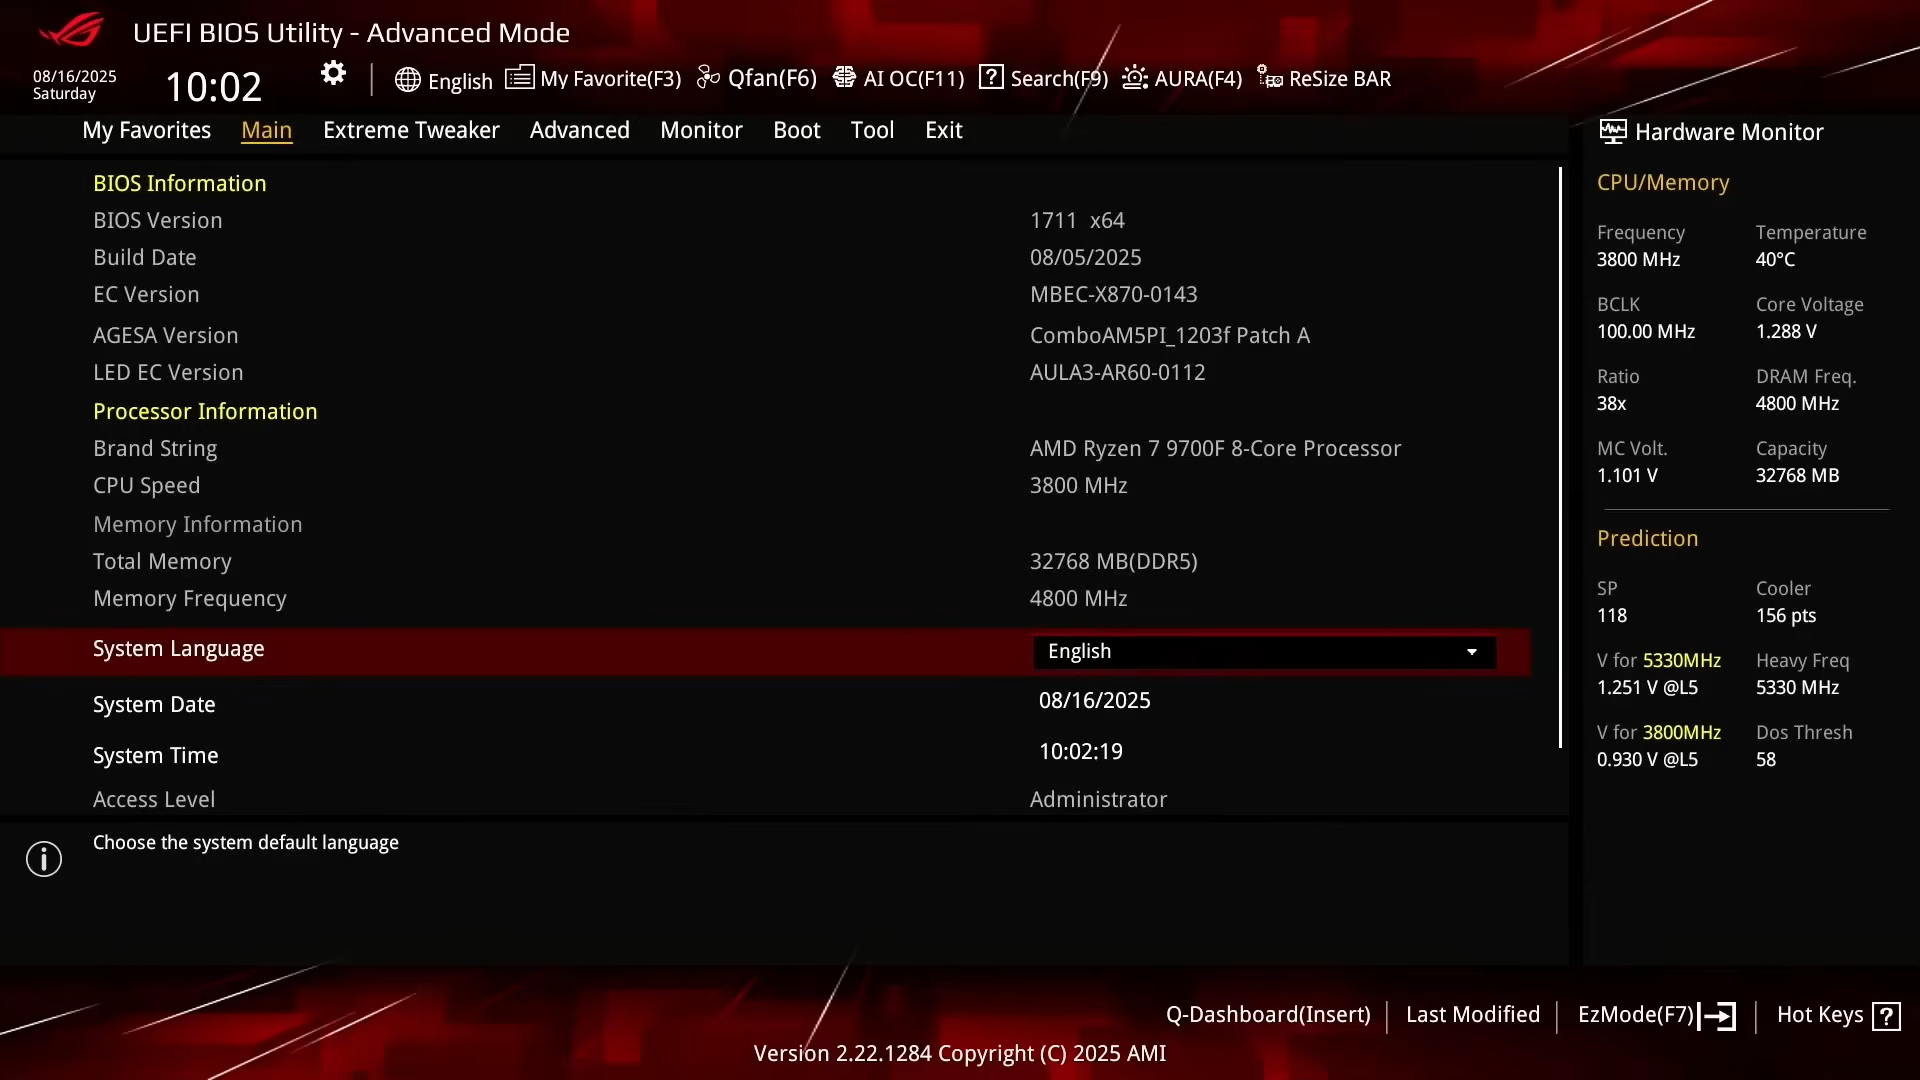 UEFI BIOS Utility - Advanced Mode
08/16/2025
Saturday
10:02
English My Favorite(F3) Qfan(F6) AI OC(F11) Search(F9) AURA(F4) ReSize BAR
My Favorites Main Extreme Tweaker Advanced Monitor Boot Tool Exit
BIOS Information
BIOS Version 1711 x64
Build Date 08/05/2025
EC Version MBEC-X870-0143
AGESA Version ComboAM5PI_1203f Patch A
LED EC Version AULA3-AR60-0112
Processor Information
Brand String AMD Ryzen 7 9700F 8-Core Processor
CPU Speed 3800 MHz
Memory Information
Total Memory 32768 MB(DDR5)
Memory Frequency 4800 MHz
System Language English
System Date 08/16/2025
System Time 10:02:19
Access Level Administrator
Choose the system default language
Hardware Monitor
CPU/Memory
Frequency Temperature
3800 MHz 40°C
BCLK Core Voltage
100.00 MHz 1.288 V
Ratio DRAM Freq.
38x 4800 MHz
MC Volt. Capacity
1.101 V 32768 MB
Prediction
SP Cooler
118 156 pts
V for 5330MHz Heavy Freq
1.251 V @L5 5330 MHz
V for 3800MHz Dos Thresh
0.930 V @L5 58
Q-Dashboard(Insert) Last Modified EzMode(F7) Hot Keys ?
Version 2.22.1284 Copyright (C) 2025 AMI